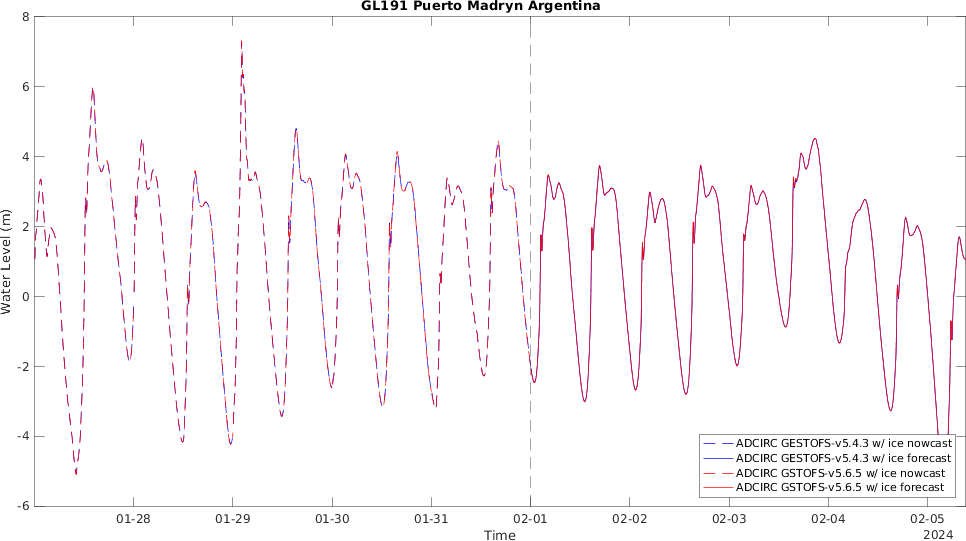 GL191 Puerto Madryn Argentina
8
6
4
2
0
-2
-4
-6
Water Level (m)
01-28
01-29
01-30
01-31
02-01
02-02
02-03
02-04
02-05
Time
2024
ADCIRC GESTOFS-v5.4.3 w/ ice nowcast
ADCIRC GESTOFS-v5.4.3 w/ ice forecast
ADCIRC GSTOFS-v5.6.5 w/ ice nowcast
ADCIRC GSTOFS-v5.6.5 w/ ice forecast